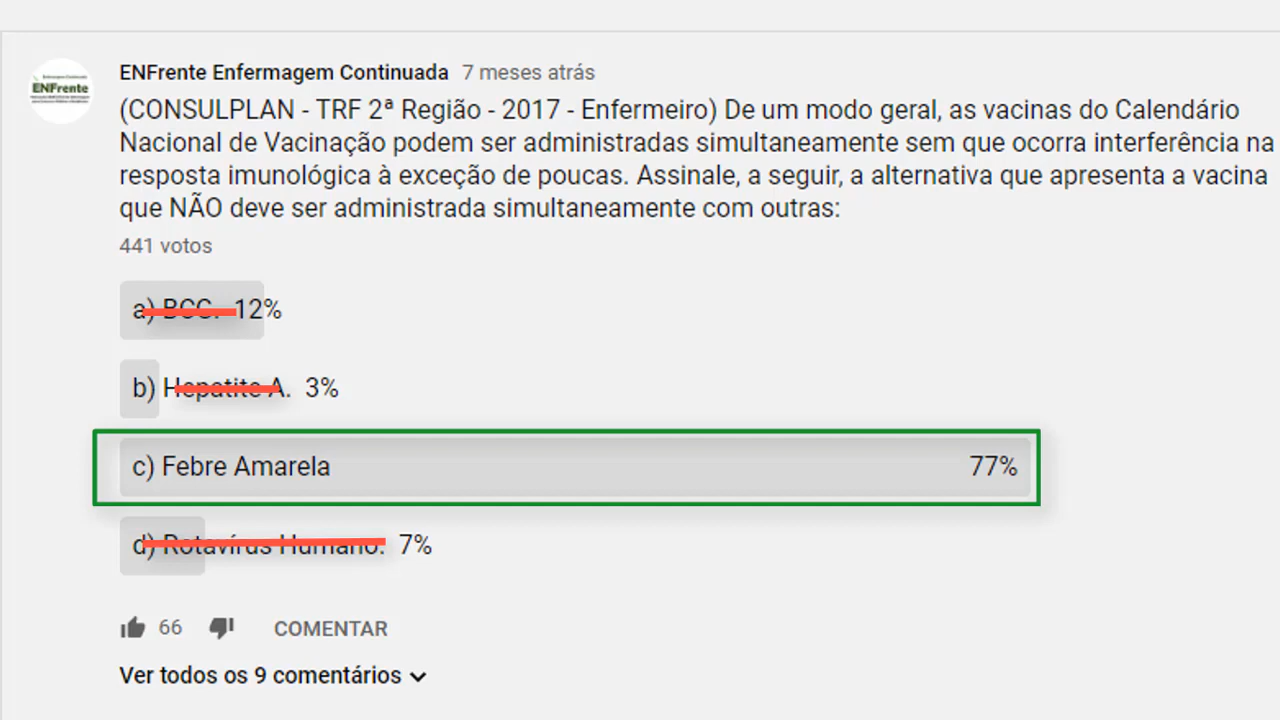 ENFrente Enfermagem Continuada 7 meses atrás
ENFrente
(CONSULPLAN - TRF 2ª Região - 2017 - Enfermeiro) De um modo geral, as vacinas do Calendário
Nacional de Vacinação podem ser administradas simultaneamente sem que ocorra interferência na
resposta imunológica à exceção de poucas. Assinale, a seguir, a alternativa que apresenta a vacina
que NÃO deve ser administrada simultaneamente com outras:
441 votos
a) BCG. 12%
b) Hepatite A. 3%
c) Febre Amarela 77%
d) Rotavírus Humano. 7%
66 COMENTAR
Ver todos os 9 comentários